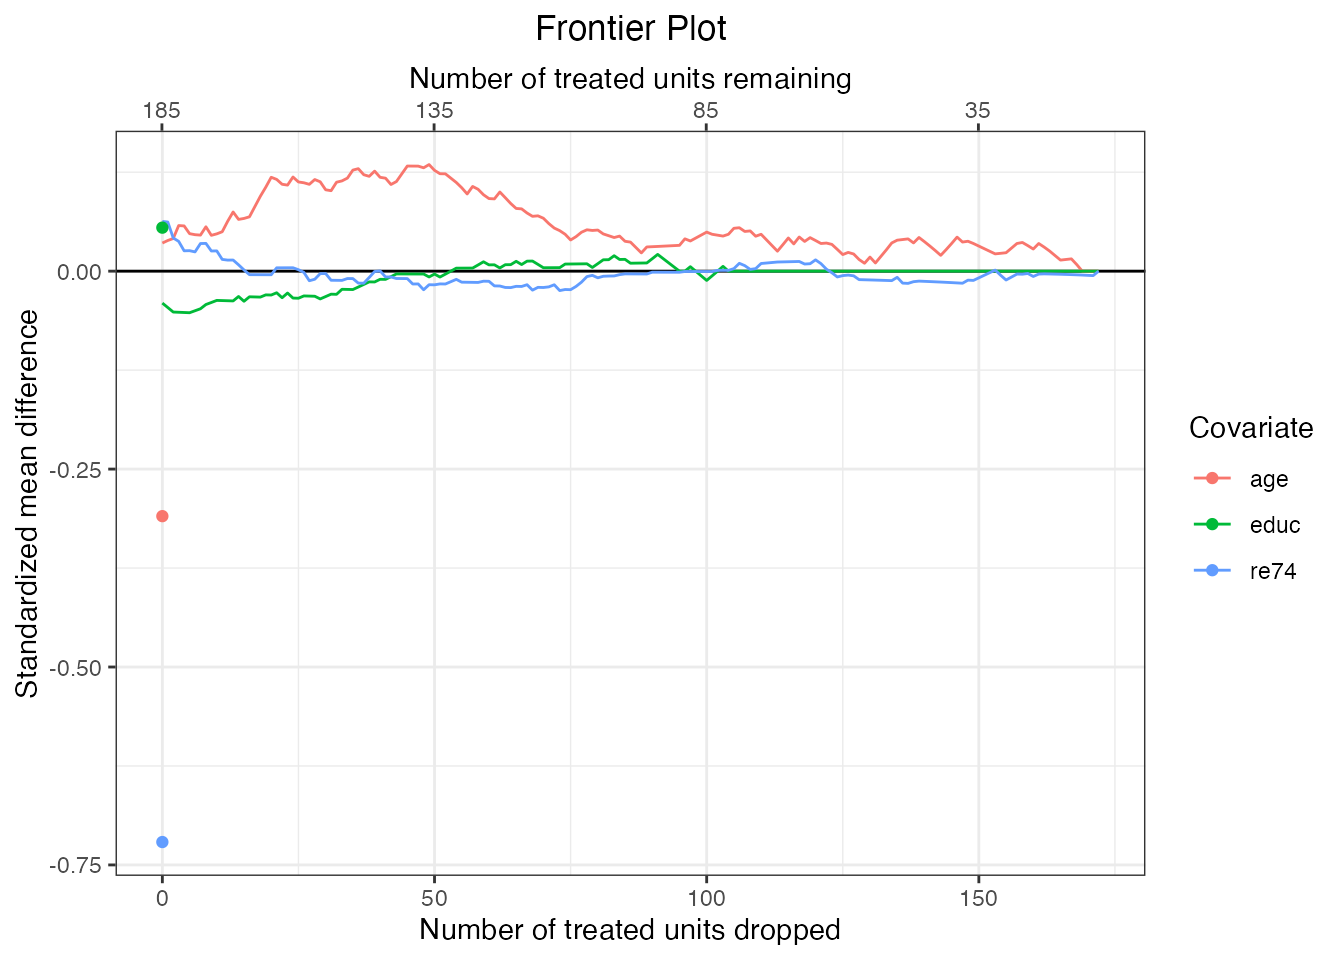 Frontier Plot
Number of treated units remaining
185 135 85 35
Standardized mean difference
0.00
-0.25
-0.50
-0.75
0 50 100 150
Number of treated units dropped
Covariate
age
educ
re74